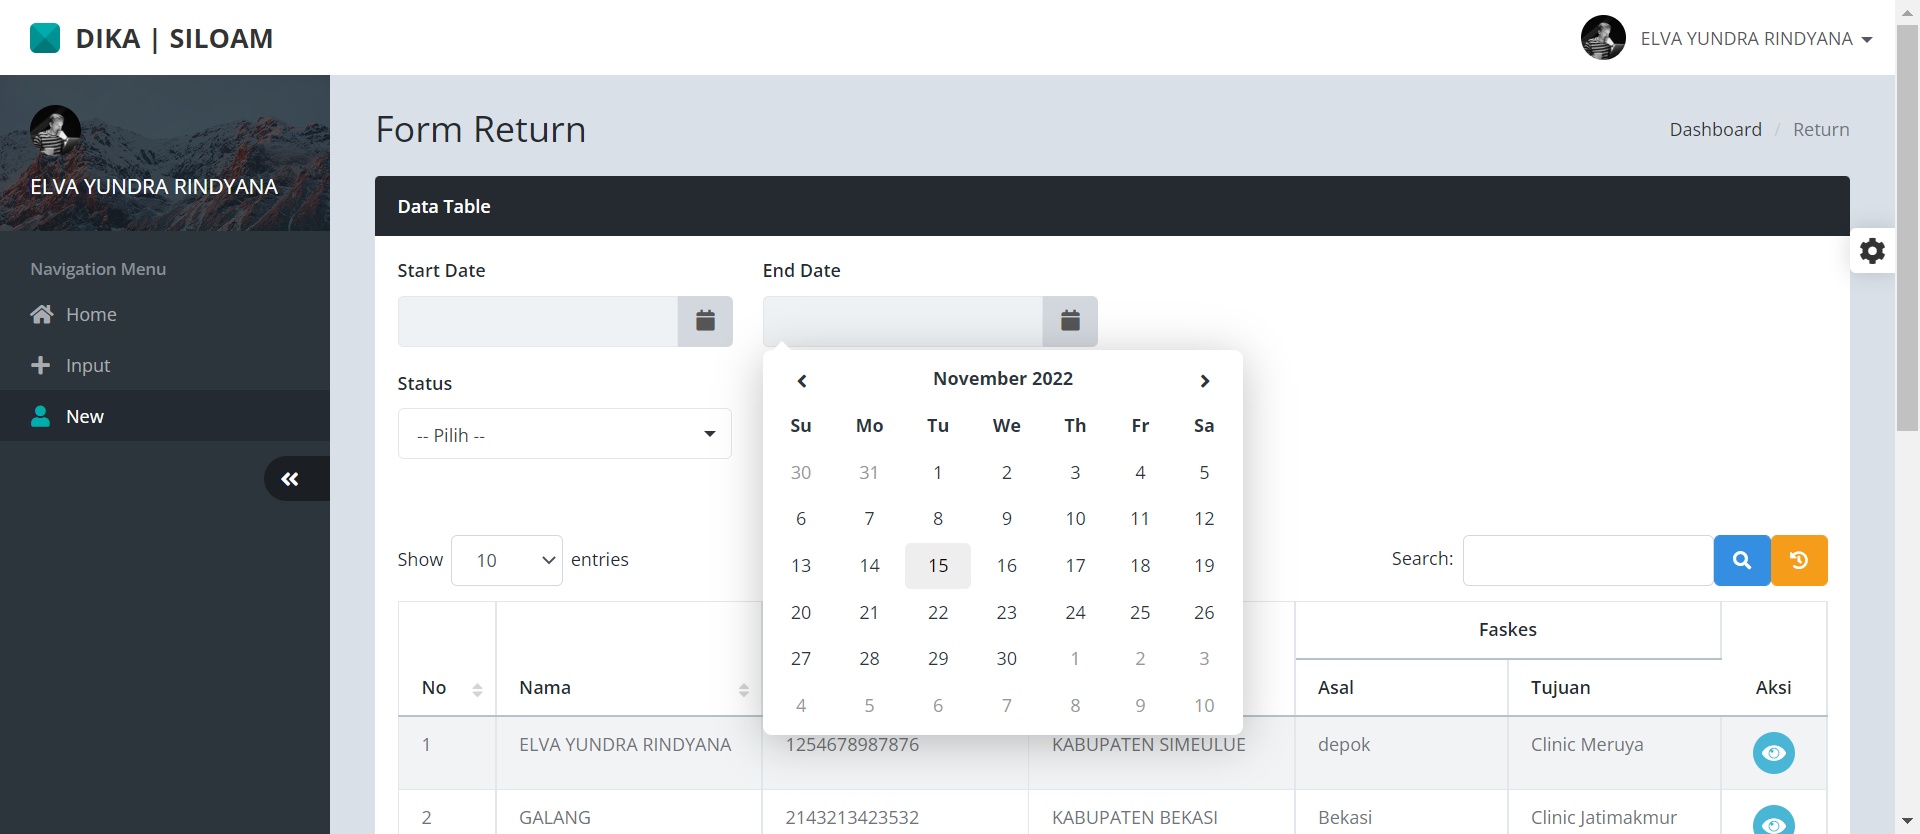 DIKA | SILOAM
ELVA YUNDRA RINDYANA
ELVA YUNDRA RINDYANA
Navigation Menu
Home
Input
New
Form Return
Dashboard / Return
Data Table
Start Date
End Date
Status
-- Pilih --
November 2022
Su Mo Tu We Th Fr Sa
30 31 1 2 3 4 5
6 7 8 9 10 11 12
13 14 15 16 17 18 19
20 21 22 23 24 25 26
27 28 29 30 1 2 3
4 5 6 7 8 9 10
Show 10 entries
Search:
Faskes
No Nama Asal Tujuan Aksi
1 ELVA YUNDRA RINDYANA 1254678987876 KABUPATEN SIMEULUE depok Clinic Meruya
2 GALANG 2143213423532 KABUPATEN BEKASI Bekasi Clinic Jatimakmur